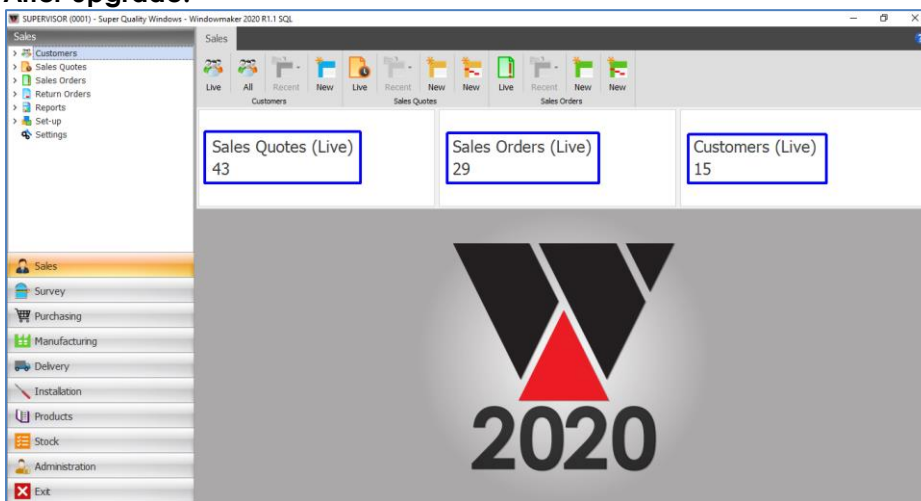 After upgrade:
SUPERVISOR (0001) - Super Quality Windows - Windowmaker 2020 R1.1 SQL
Sales
Customers
Sales Quotes
Sales Orders
Return Orders
Reports
Set-up
Settings
Sales
Live All Recent New Live Recent New New Live Recent New New
Customers Sales Quotes Sales Orders
Sales Quotes (Live) Sales Orders (Live) Customers (Live)
43 29 15
2020
Sales
Survey
Purchasing
Manufacturing
Delivery
Installation
Products
Stock
Administration
Exit